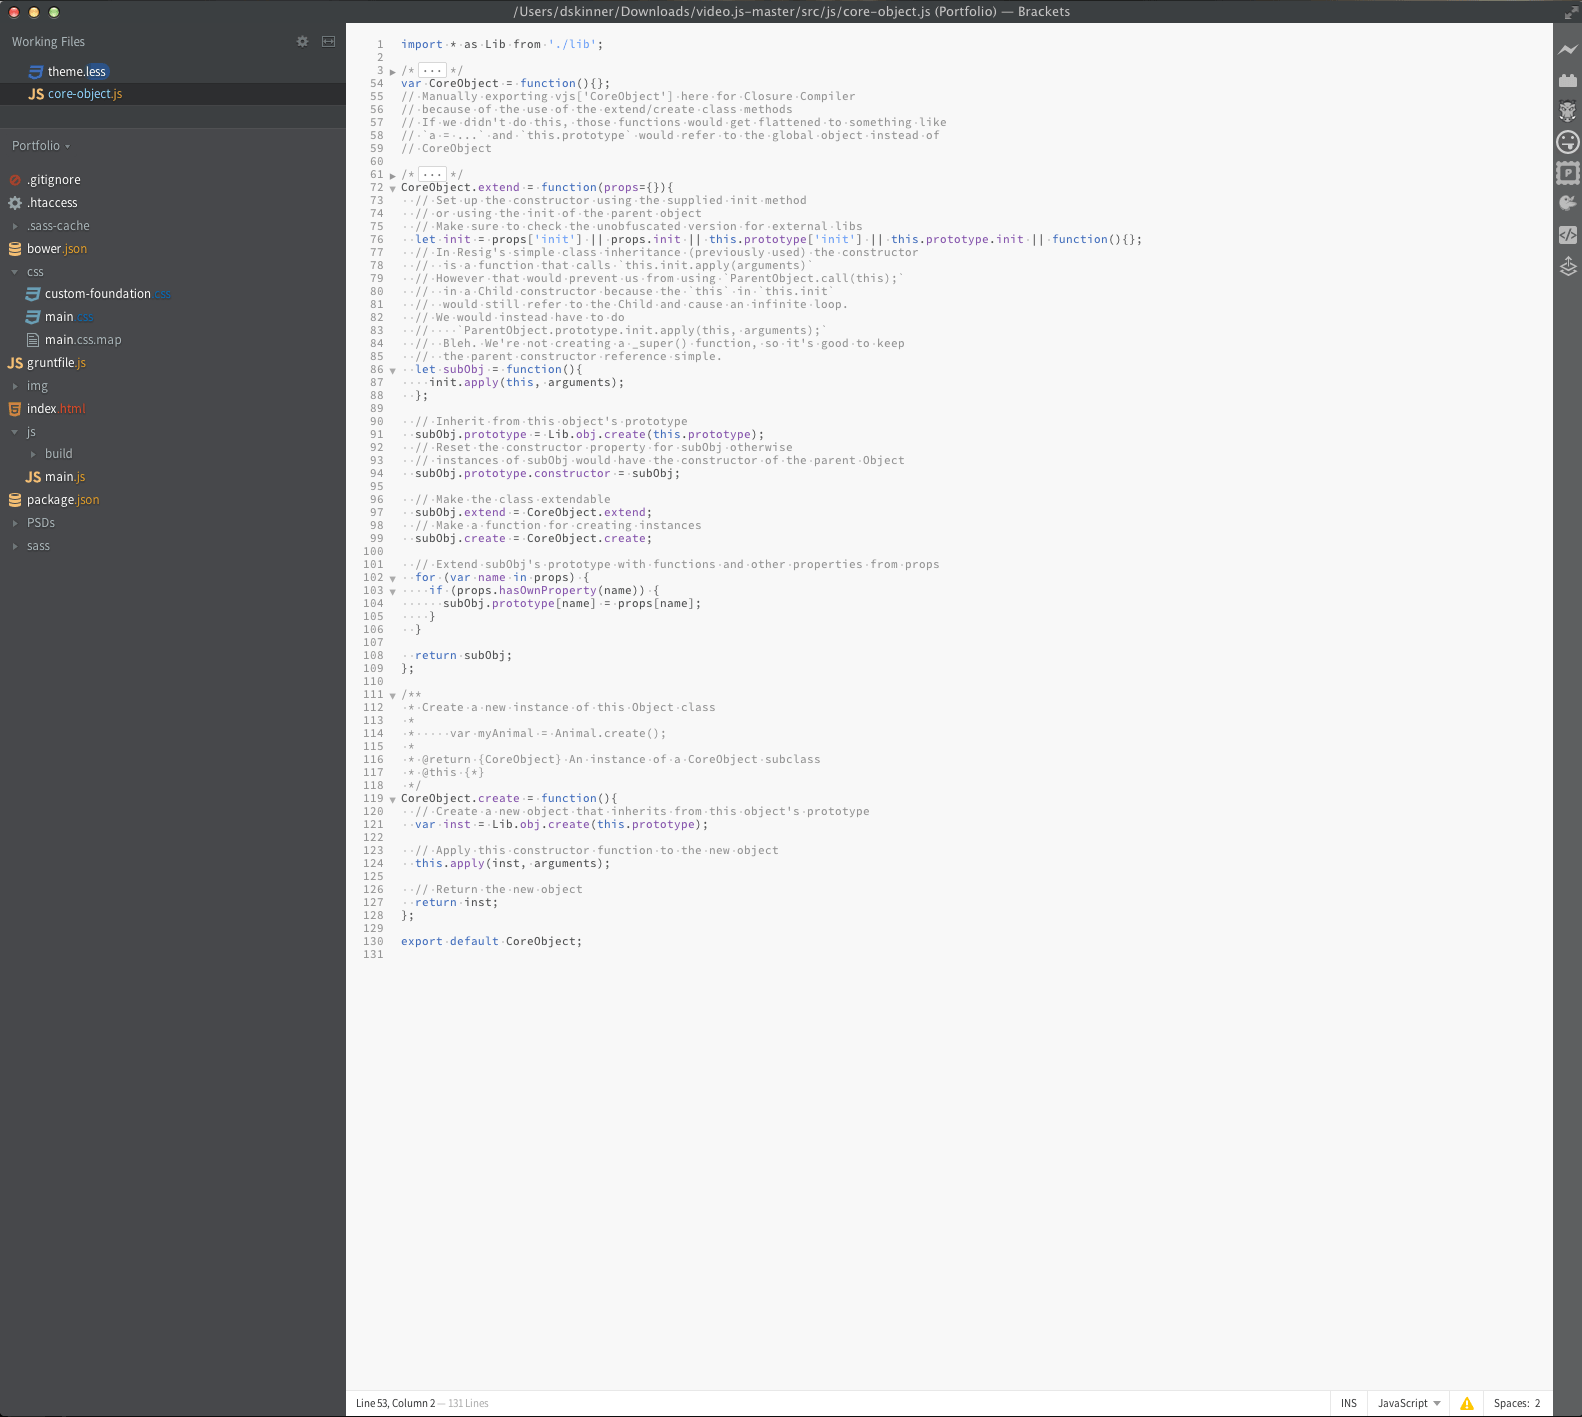 /Users/dskinner/Downloads/video.js-master/src/js/core-object.js (Portfolio) — Brackets
Working Files
theme.less
JS core-object.js
Portfolio
.gitignore
.htaccess
.sass-cache
bower.json
css
custom-foundation.css
main.css
main.css.map
JS gruntfile.js
img
index.html
js
build
JS main.js
package.json
PSDs
sass
1 import * as Lib from './lib';
2
3 /* ... */
54 var CoreObject = function(){};
55 // Manually exporting vjs['CoreObject'] here for Closure Compiler
56 // because of the use of the extend/create class methods
57 // If we didn't do this, those functions would get flattened to something like
58 // `a = ...` and `this.prototype` would refer to the global object instead of
59 // CoreObject
60
61 /* ... */
72 CoreObject.extend = function(props={}){
73   // Set up the constructor using the supplied init method
74   // or using the init of the parent object
75   // Make sure to check the unobfuscated version for external libs
76   let init = props['init'] || props.init || this.prototype['init'] || this.prototype.init || function(){};
77   // In Resig's simple class inheritance (previously used) the constructor
78   //  is a function that calls `this.init.apply(arguments)`
79   // However that would prevent us from using `ParentObject.call(this);`
80   //  in a Child constructor because the `this` in `this.init`
81   //  would still refer to the Child and cause an infinite loop.
82   // We would instead have to do
83   //    `ParentObject.prototype.init.apply(this, arguments);`
84   //  Bleh. We're not creating a _super() function, so it's good to keep
85   //  the parent constructor reference simple.
86   let subObj = function(){
87     init.apply(this, arguments);
88   };
89
90   // Inherit from this object's prototype
91   subObj.prototype = Lib.obj.create(this.prototype);
92   // Reset the constructor property for subObj otherwise
93   // instances of subObj would have the constructor of the parent Object
94   subObj.prototype.constructor = subObj;
95
96   // Make the class extendable
97   subObj.extend = CoreObject.extend;
98   // Make a function for creating instances
99   subObj.create = CoreObject.create;
100
101   // Extend subObj's prototype with functions and other properties from props
102   for (var name in props) {
103     if (props.hasOwnProperty(name)) {
104       subObj.prototype[name] = props[name];
105     }
106   }
107
108   return subObj;
109 };
110
111 /**
112  * Create a new instance of this Object class
113  *
114  *     var myAnimal = Animal.create();
115  *
116  * @return {CoreObject} An instance of a CoreObject subclass
117  * @this {*}
118  */
119 CoreObject.create = function(){
120   // Create a new object that inherits from this object's prototype
121   var inst = Lib.obj.create(this.prototype);
122
123   // Apply this constructor function to the new object
124   this.apply(inst, arguments);
125
126   // Return the new object
127   return inst;
128 };
129
130 export default CoreObject;
131
P
Line 53, Column 2 — 131 Lines
INS
JavaScript
Spaces: 2